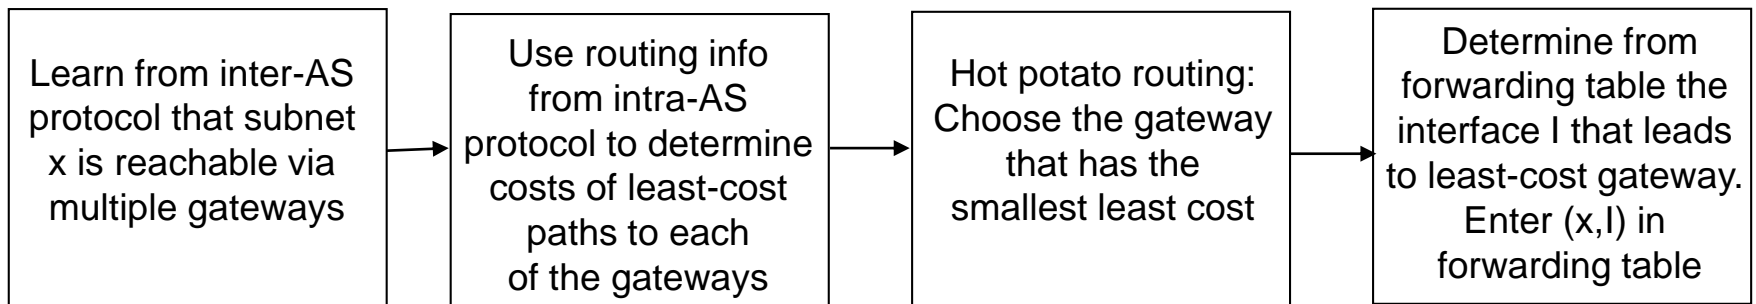 Learn from inter-AS
protocol that subnet
x is reachable via
multiple gateways
Use routing info
from intra-AS
protocol to determine
costs of least-cost
paths to each
of the gateways
Hot potato routing:
Choose the gateway
that has the
smallest least cost
Determine from
forwarding table the
interface I that leads
to least-cost gateway.
Enter (x,I) in
forwarding table